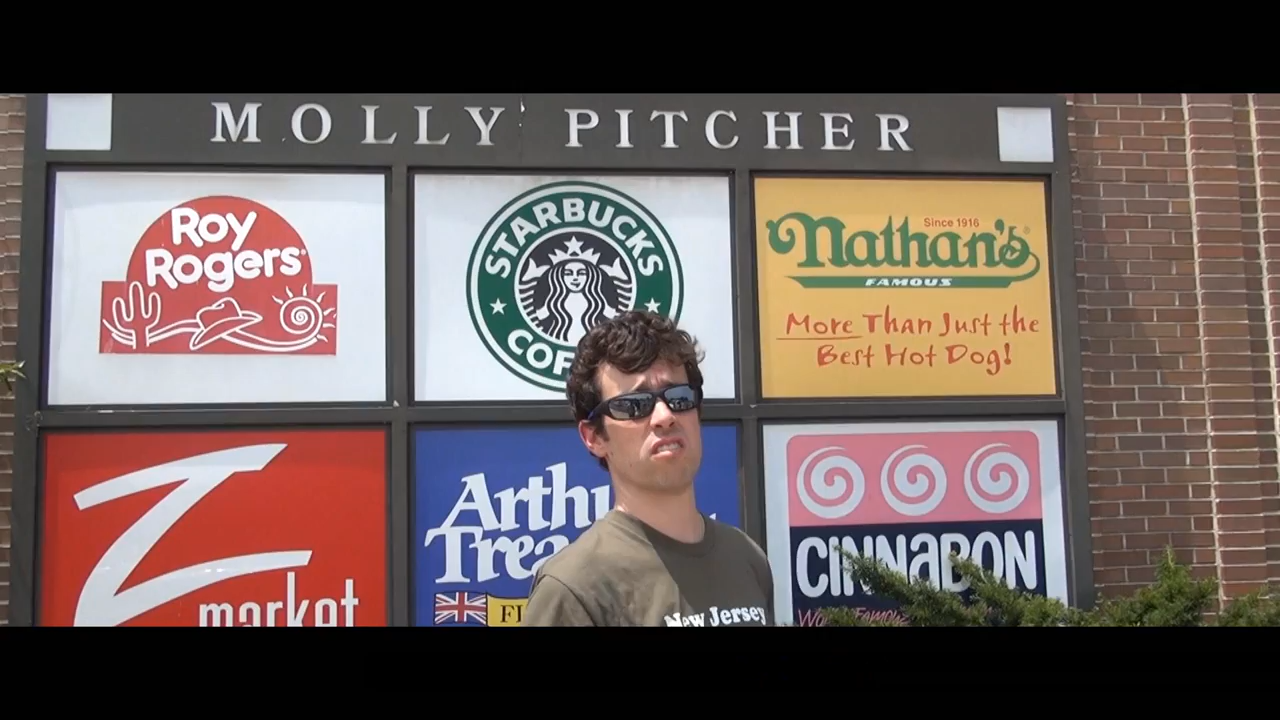 MOLLY PITCHER
Roy
Rogers
STARBUCKS
Since 1916
Nathan's
FAMOUS
More Than Just the
Best Hot Dog!
Z
market
CINNABON
New Jersey